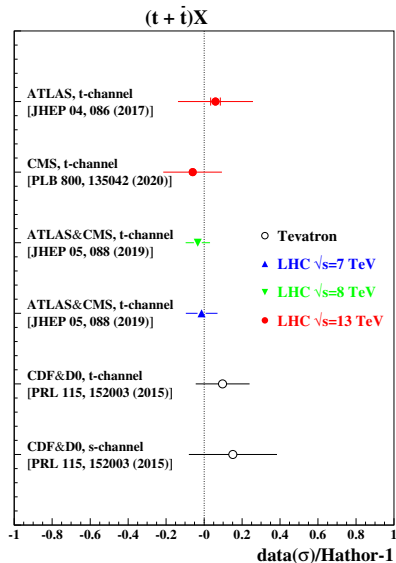 (t + t̄)X
ATLAS, t-channel
[JHEP 04, 086 (2017)]
CMS, t-channel
[PLB 800, 135042 (2020)]
ATLAS&CMS, t-channel
[JHEP 05, 088 (2019)]
ATLAS&CMS, t-channel
[JHEP 05, 088 (2019)]
CDF&D0, t-channel
[PRL 115, 152003 (2015)]
CDF&D0, s-channel
[PRL 115, 152003 (2015)]
Tevatron
LHC √s=7 TeV
LHC √s=8 TeV
LHC √s=13 TeV
-1 -0.8 -0.6 -0.4 -0.2 -0 0.2 0.4 0.6 0.8 1
data(σ)/Hathor-1